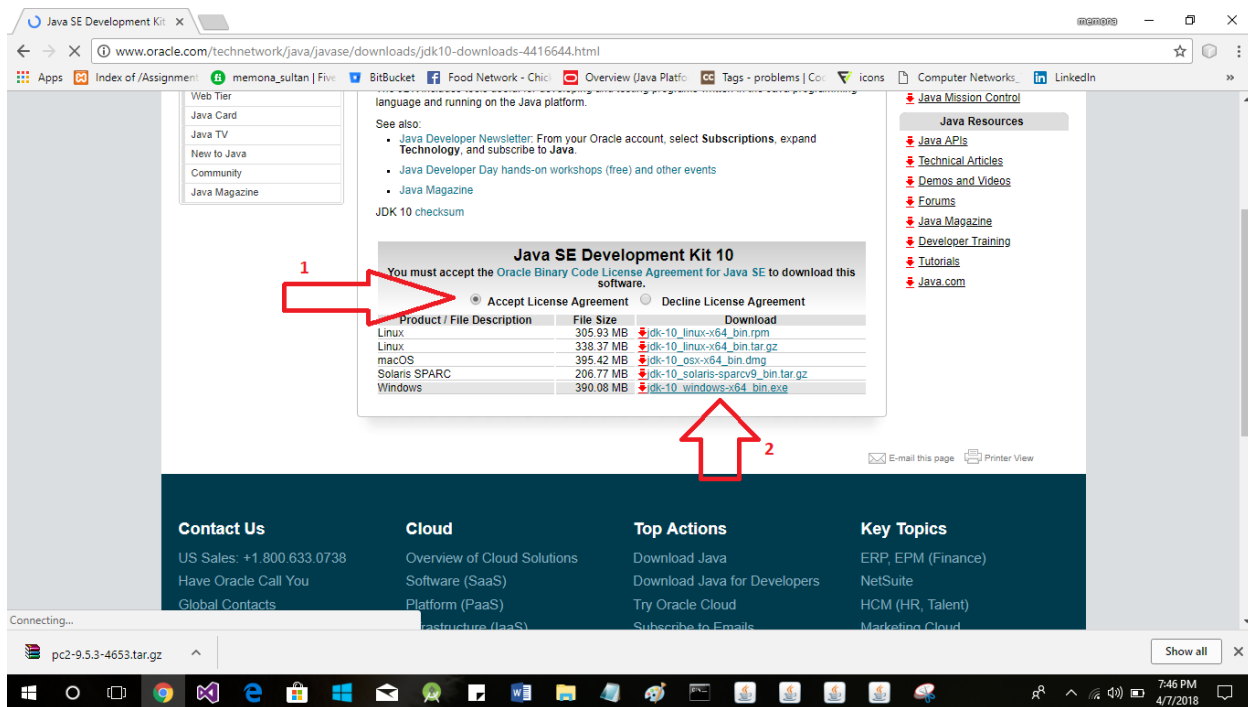 Java SE Development Kit
memona
www.oracle.com/technetwork/java/javase/downloads/jdk10-downloads-4416644.html
Apps
Index of /Assignment
memona_sultan | Five
BitBucket
Food Network - Chic
Overview (Java Platfo
Tags - problems | Coc
icons
Computer Networks_
LinkedIn
»
Web Tier
Java Card
Java TV
New to Java
Community
Java Magazine
language and running on the Java platform.
See also:
Java Developer Newsletter: From your Oracle account, select Subscriptions, expand
Technology, and subscribe to Java.
Java Developer Day hands-on workshops (free) and other events
Java Magazine
JDK 10 checksum
Java SE Development Kit 10
You must accept the Oracle Binary Code License Agreement for Java SE to download this
software.
Accept License Agreement Decline License Agreement
Product / File Description File Size Download
Linux 305.93 MB jdk-10_linux-x64_bin.rpm
Linux 338.37 MB jdk-10_linux-x64_bin.tar.gz
macOS 395.42 MB jdk-10_osx-x64_bin.dmg
Solaris SPARC 206.77 MB jdk-10_solaris-sparcv9_bin.tar.gz
Windows 390.08 MB jdk-10_windows-x64_bin.exe
1
2
Java Mission Control
Java Resources
Java APIs
Technical Articles
Demos and Videos
Forums
Java Magazine
Developer Training
Tutorials
Java.com
E-mail this page Printer View
Contact Us
US Sales: +1.800.633.0738
Have Oracle Call You
Global Contacts
Cloud
Overview of Cloud Solutions
Software (SaaS)
Platform (PaaS)
Infrastructure (IaaS)
Top Actions
Download Java
Download Java for Developers
Try Oracle Cloud
Subscribe to Emails
Key Topics
ERP, EPM (Finance)
NetSuite
HCM (HR, Talent)
Marketing Cloud
Connecting...
pc2-9.5.3-4653.tar.gz
Show all
7:46 PM
4/7/2018